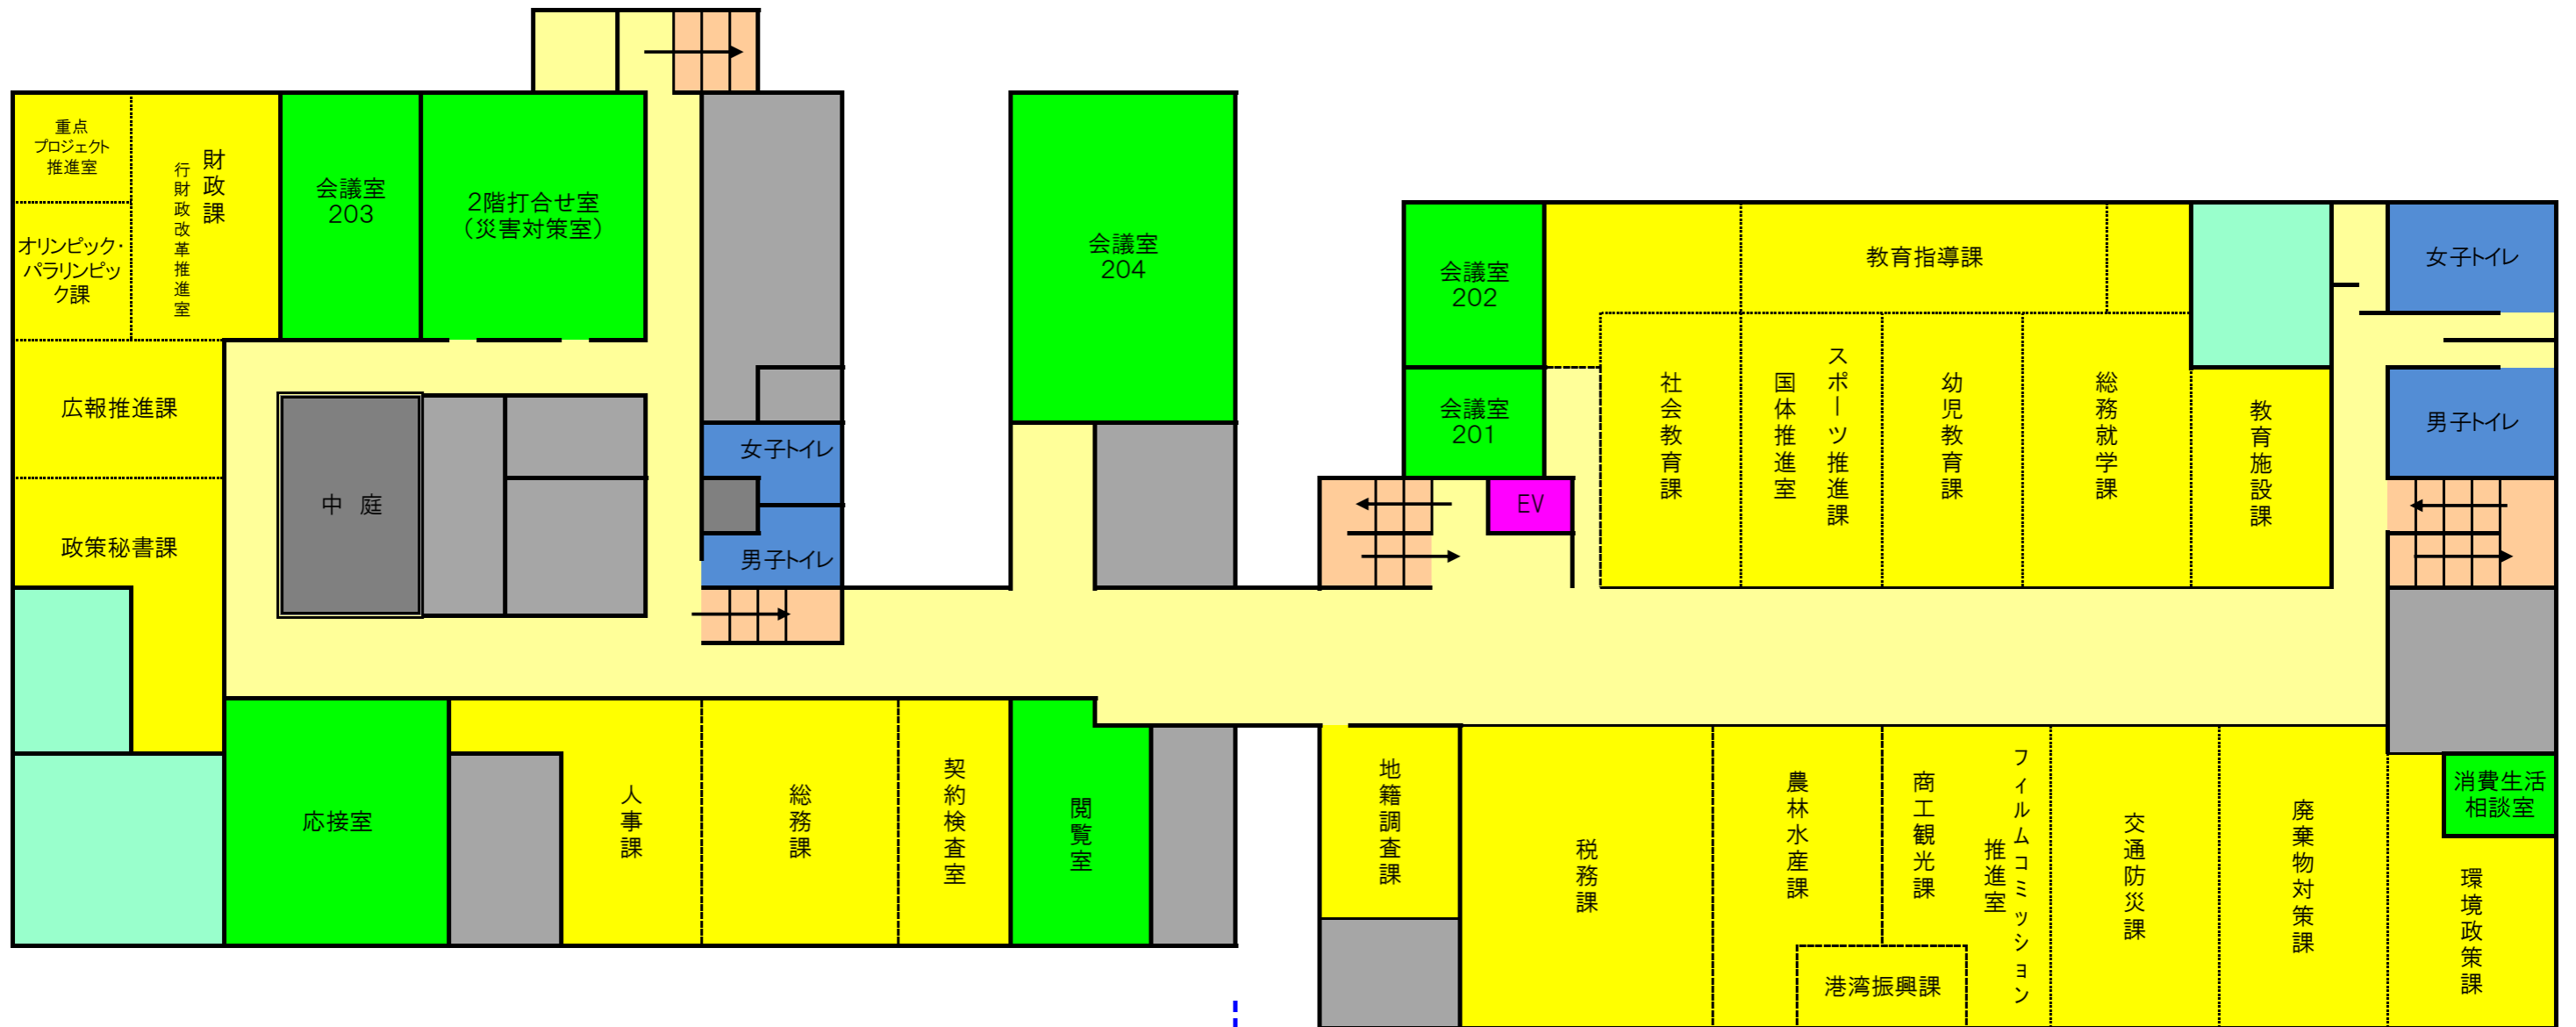 重点
プロジェクト
推進室
財政課
行財政改革推進室
会議室
203
2階打合せ室
（災害対策室）
オリンピック・
パラリンピッ
ク課
広報推進課
政策秘書課
中 庭
女子トイレ
男子トイレ
会議室
204
会議室
202
会議室
201
EV
教育指導課
社会教育課
スポーツ推進課
国体推進室
幼児教育課
総務就学課
教育施設課
女子トイレ
男子トイレ
応接室
人事課
総務課
契約検査室
閲覧室
地籍調査課
税務課
農林水産課
商工観光課
フィルムコミッション
推進室
港湾振興課
交通防災課
廃棄物対策課
消費生活
相談室
環境政策課